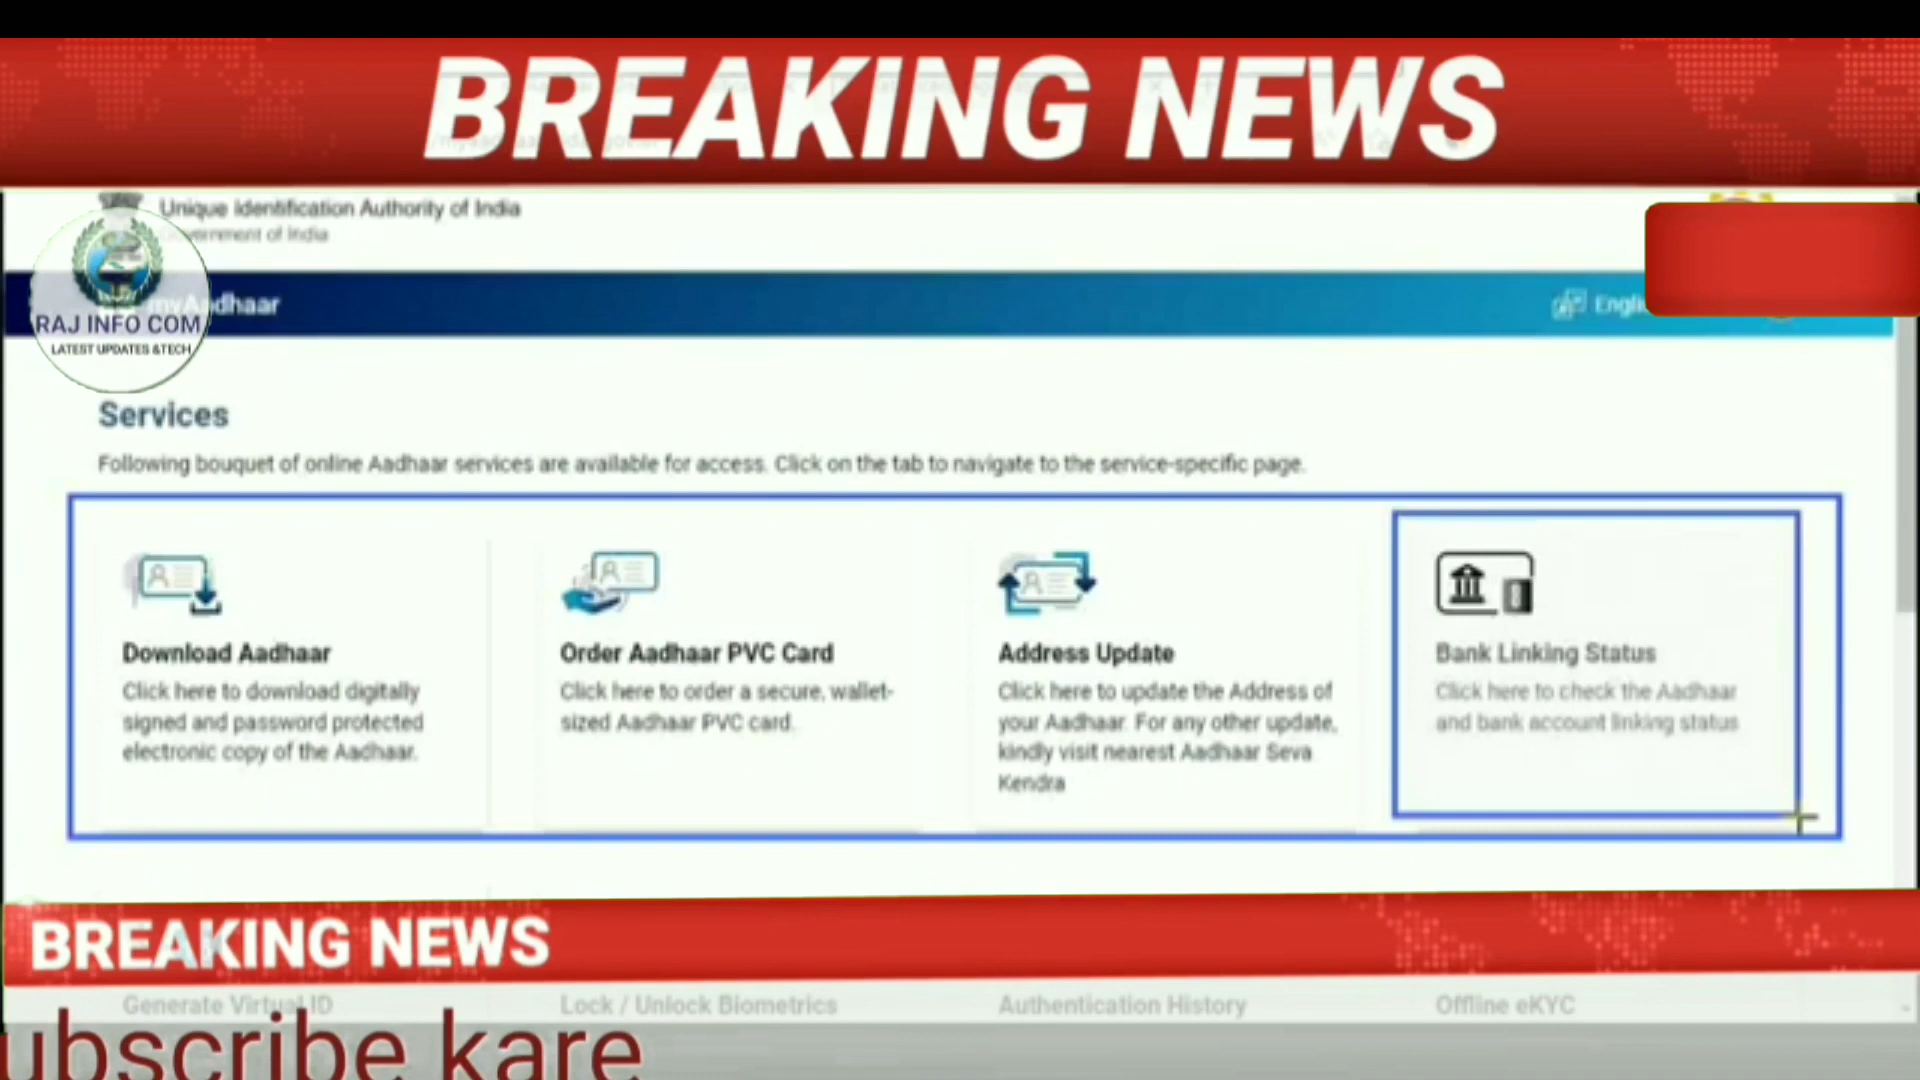 BREAKING NEWS
Unique Identification Authority of India
Government of India
myAadhaar
RAJ INFO COM
LATEST UPDATES &TECH
Services
Following bouquet of online Aadhaar services are available for access. Click on the tab to navigate to the service-specific page.
Download Aadhaar
Click here to download digitally
signed and password protected
electronic copy of the Aadhaar.
Order Aadhaar PVC Card
Click here to order a secure, wallet-
sized Aadhaar PVC card.
Address Update
Click here to update the Address of
your Aadhaar. For any other update,
kindly visit nearest Aadhaar Seva
Kendra
Bank Linking Status
Click here to check the Aadhaar
and bank account linking status
BREAKING NEWS
Generate Virtual ID
Lock / Unlock Biometrics
Authentication History
Offline eKYC
ubscribe kare